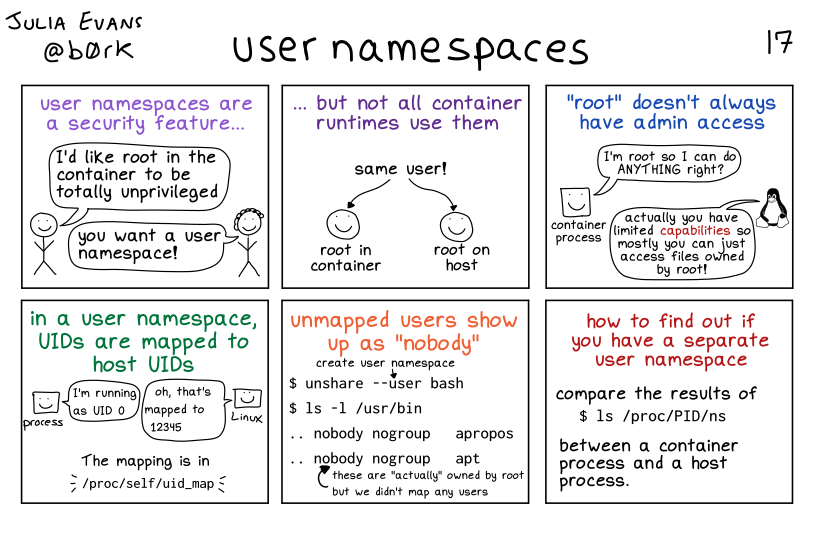 JULIA EVANS
@b0rk
user namespaces
17
user namespaces are
a security feature...
I'd like root in the
container to be
totally unprivileged
you want a user
namespace!
... but not all container
runtimes use them
same user!
root in
container
root on
host
"root" doesn't always
have admin access
I'm root so I can do
ANYTHING right?
container
process
actually you have
limited capabilities so
mostly you can just
access files owned
by root!
in a user namespace,
UIDs are mapped to
host UIDs
I'm running
as UID 0
process
oh, that's
mapped to
12345
Linux
The mapping is in
/proc/self/uid_map
unmapped users show
up as "nobody"
create user namespace
$ unshare --user bash
$ ls -l /usr/bin
.. nobody nogroup apropos
.. nobody nogroup apt
these are "actually" owned by root
but we didn't map any users
how to find out if
you have a separate
user namespace
compare the results of
$ ls /proc/PID/ns
between a container
process and a host
process.